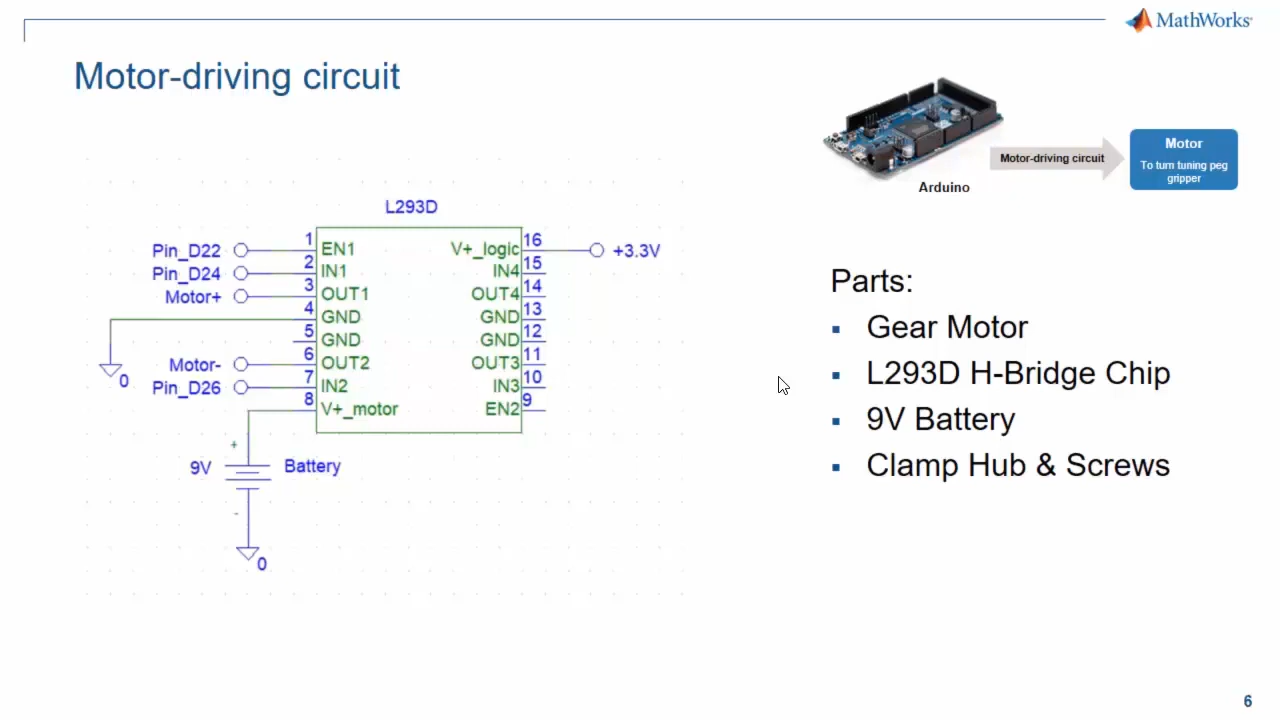 MathWorks
Motor-driving circuit
Arduino
Motor-driving circuit
Motor
To turn tuning peg
gripper
L293D
Pin_D22 1 EN1 V+_logic 16 +3.3V
Pin_D24 2 IN1 IN4 15
Motor+ 3 OUT1 OUT4 14
4 GND GND 13
5 GND GND 12
0
Motor- 6 OUT2 OUT3 11
Pin_D26 7 IN2 IN3 10
8 V+_motor EN2 9
+
9V Battery
-
0
Parts:
▪ Gear Motor
▪ L293D H-Bridge Chip
▪ 9V Battery
▪ Clamp Hub & Screws
6